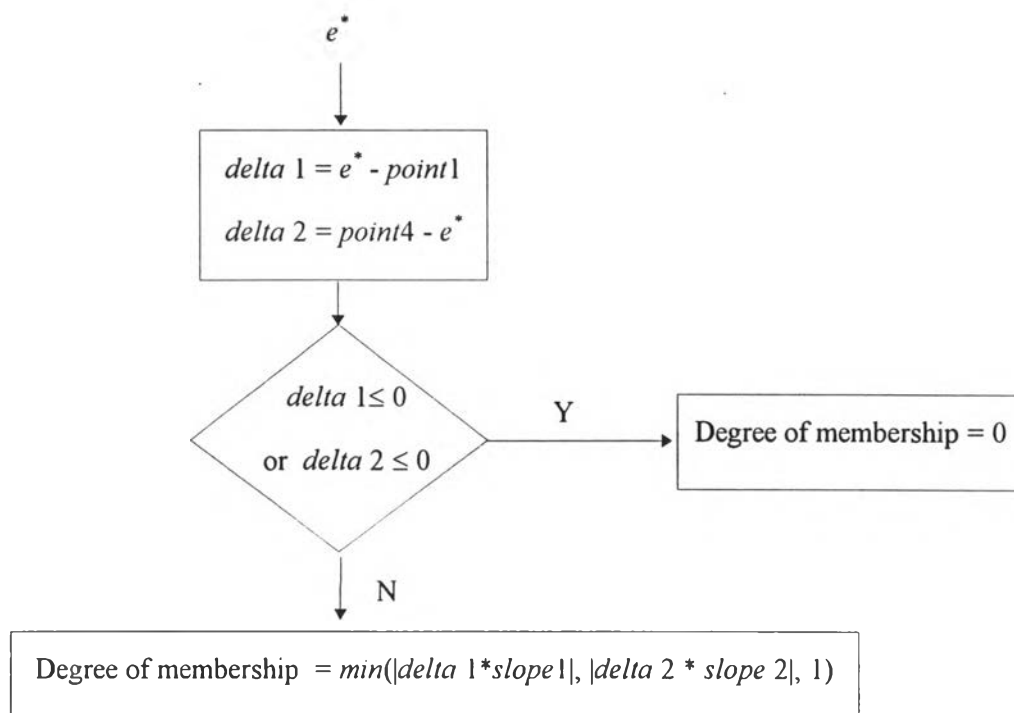 e*
delta 1 = e* - point1
delta 2 = point4 - e*
delta 1≤ 0
or delta 2 ≤ 0
Y
Degree of membership = 0
N
Degree of membership = min(|delta 1*slope1|, |delta 2 * slope 2|, 1)